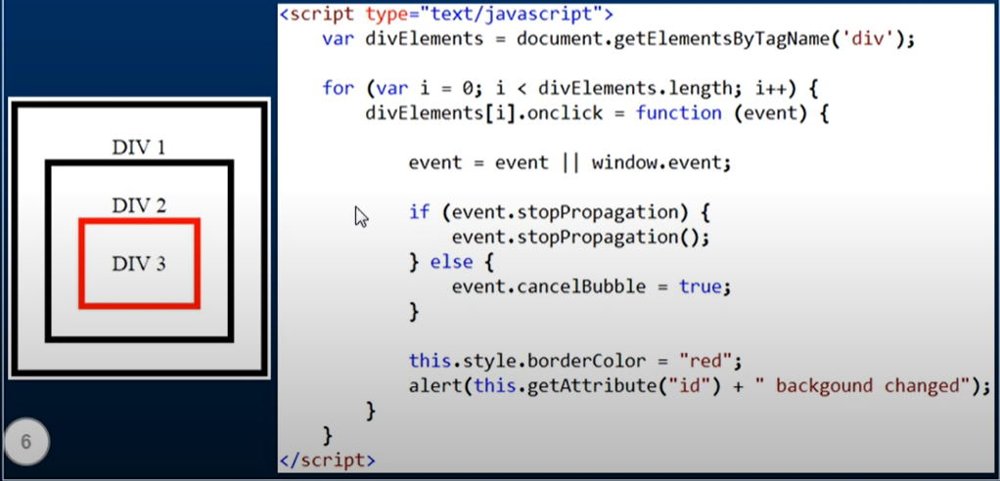 DIV 1
DIV 2
DIV 3
6
<script type="text/javascript">
var divElements = document.getElementsByTagName('div');
for (var i = 0; i < divElements.length; i++) {
divElements[i].onclick = function (event) {
event = event || window.event;
if (event.stopPropagation) {
event.stopPropagation();
} else {
event.cancelBubble = true;
}
this.style.borderColor = "red";
alert(this.getAttribute("id") + " backgound changed");
}
}
</script>